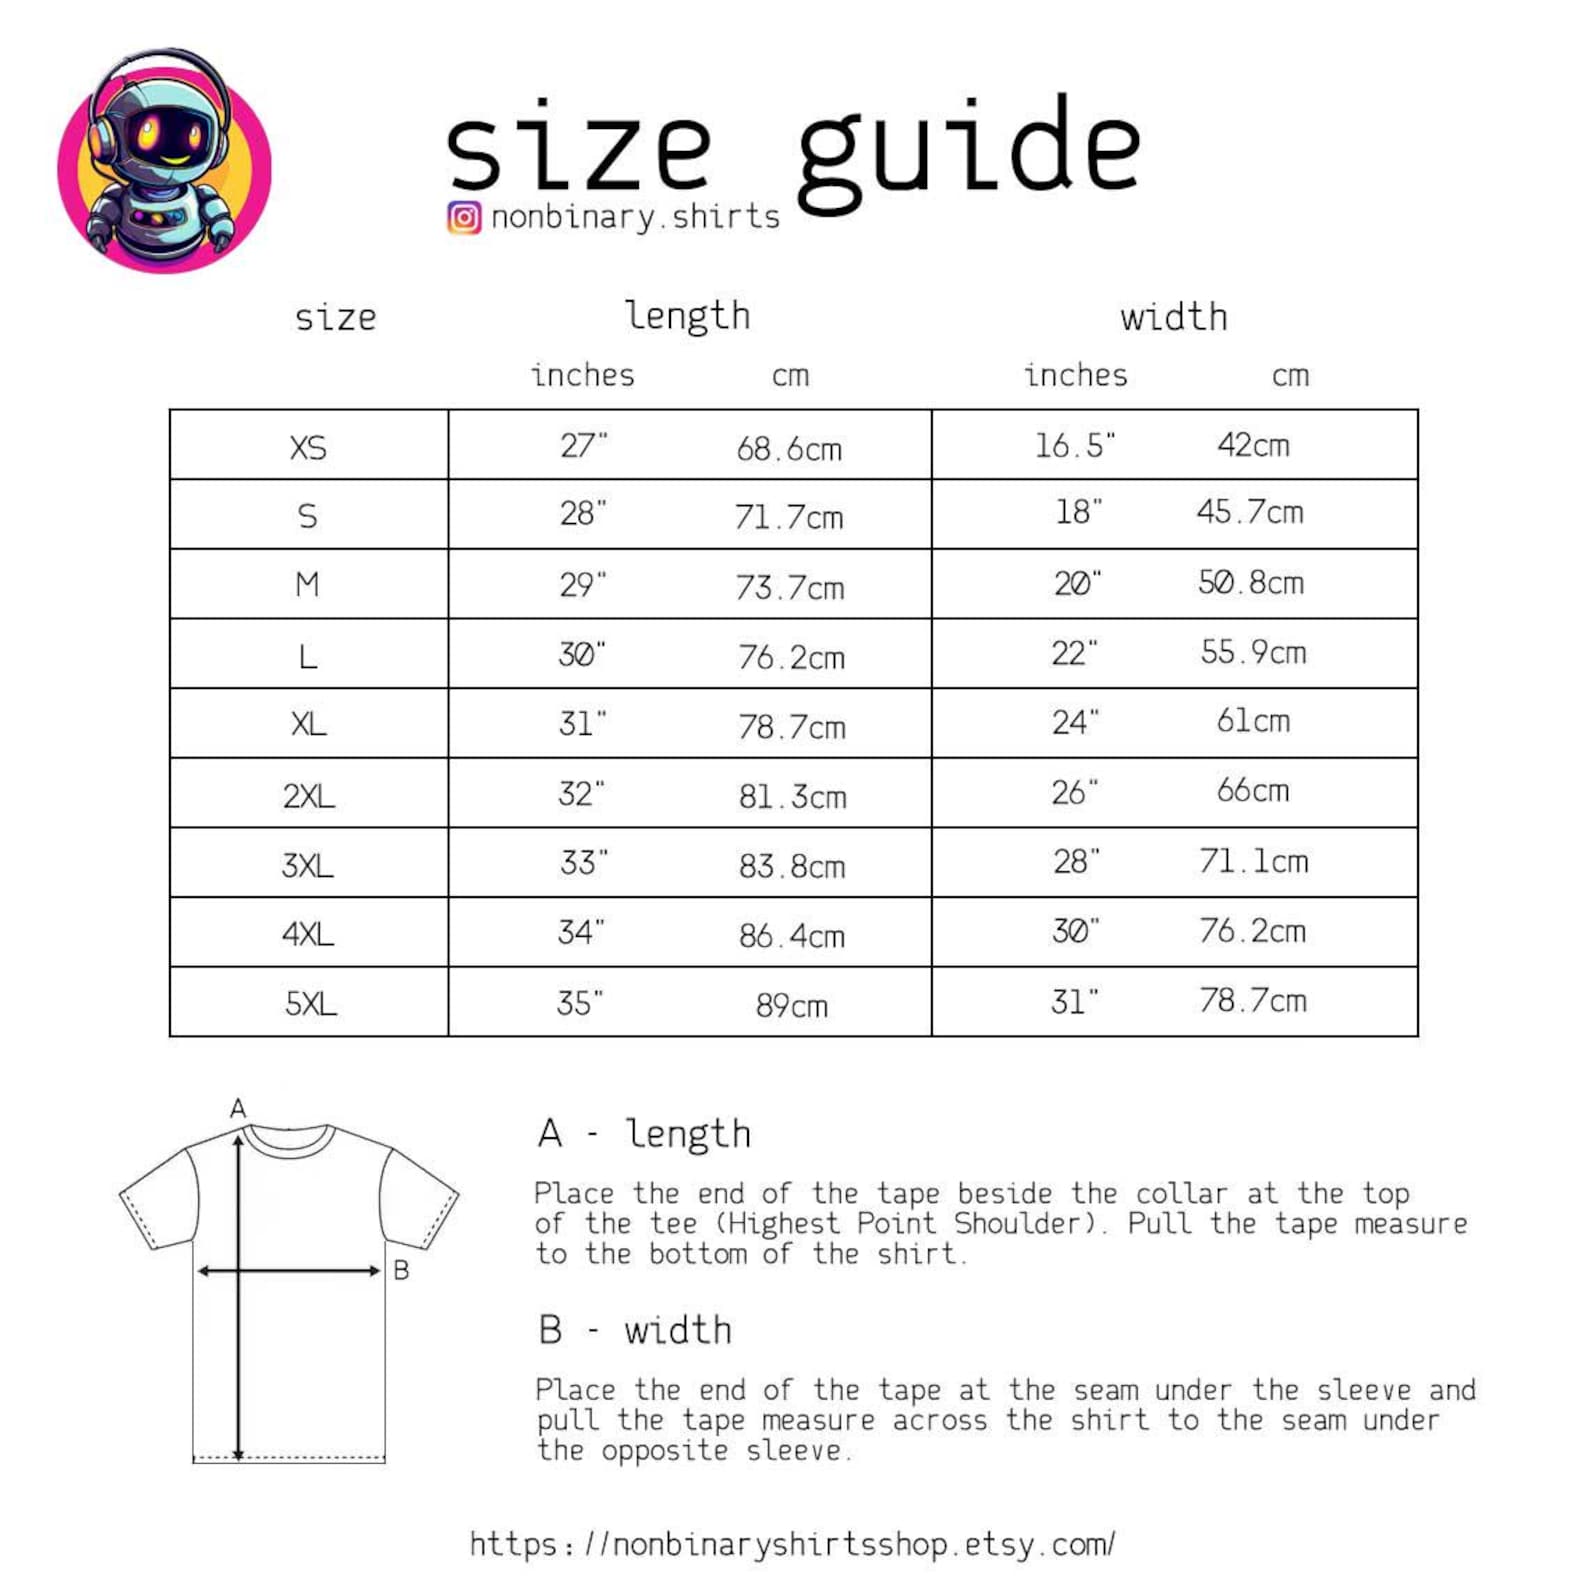 size guide
nonbinary.shirts
size length width
inches cm inches cm
XS 27" 68.6cm 16.5" 42cm
S 28" 71.7cm 18" 45.7cm
M 29" 73.7cm 20" 50.8cm
L 30" 76.2cm 22" 55.9cm
XL 31" 78.7cm 24" 61cm
2XL 32" 81.3cm 26" 66cm
3XL 33" 83.8cm 28" 71.1cm
4XL 34" 86.4cm 30" 76.2cm
5XL 35" 89cm 31" 78.7cm
A
B
A - length
Place the end of the tape beside the collar at the top
of the tee (Highest Point Shoulder). Pull the tape measure
to the bottom of the shirt.
B - width
Place the end of the tape at the seam under the sleeve and
pull the tape measure across the shirt to the seam under
the opposite sleeve.
https://nonbinaryshirtsshop.etsy.com/